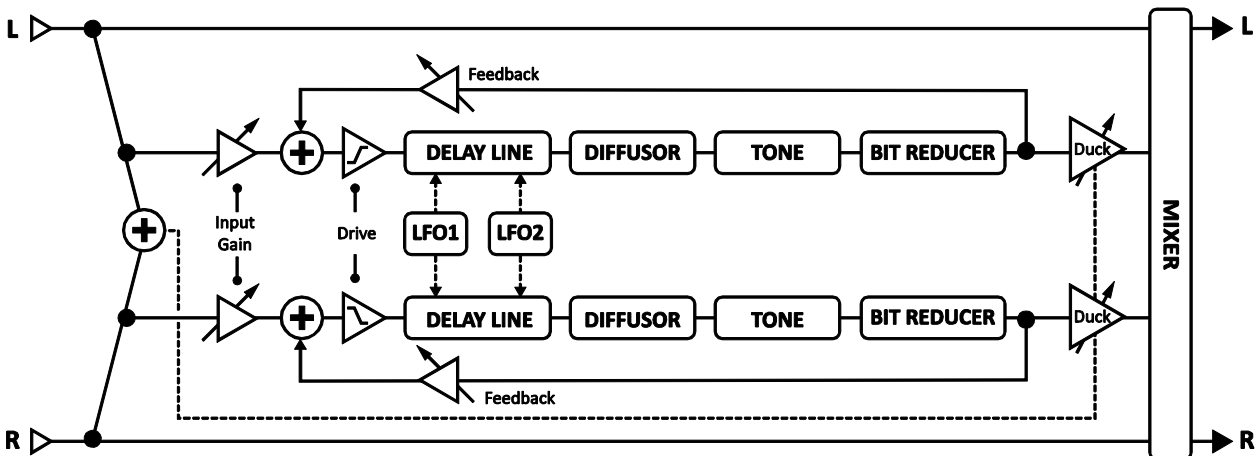 L
L
Feedback
DELAY LINE
DIFFUSOR
TONE
BIT REDUCER
Duck
Input
Gain
Drive
LFO1
LFO2
MIXER
DELAY LINE
DIFFUSOR
TONE
BIT REDUCER
Duck
Feedback
R
R